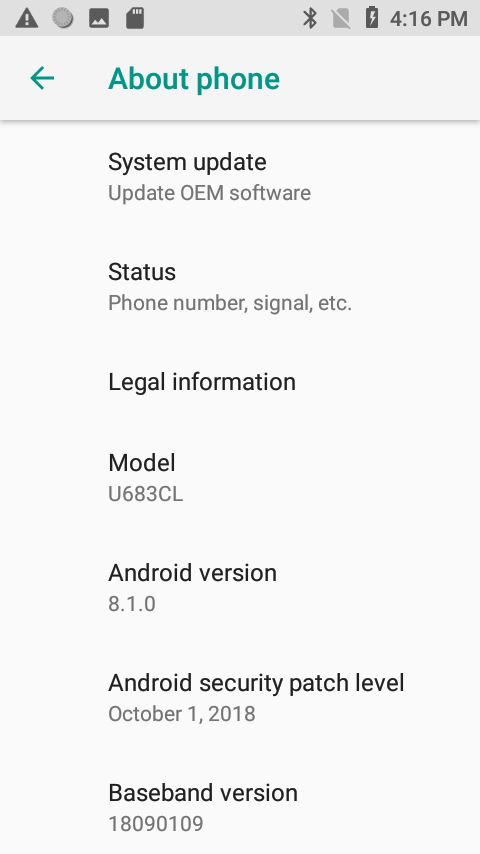 4:16 PM
About phone
System update
Update OEM software
Status
Phone number, signal, etc.
Legal information
Model
U683CL
Android version
8.1.0
Android security patch level
October 1, 2018
Baseband version
18090109